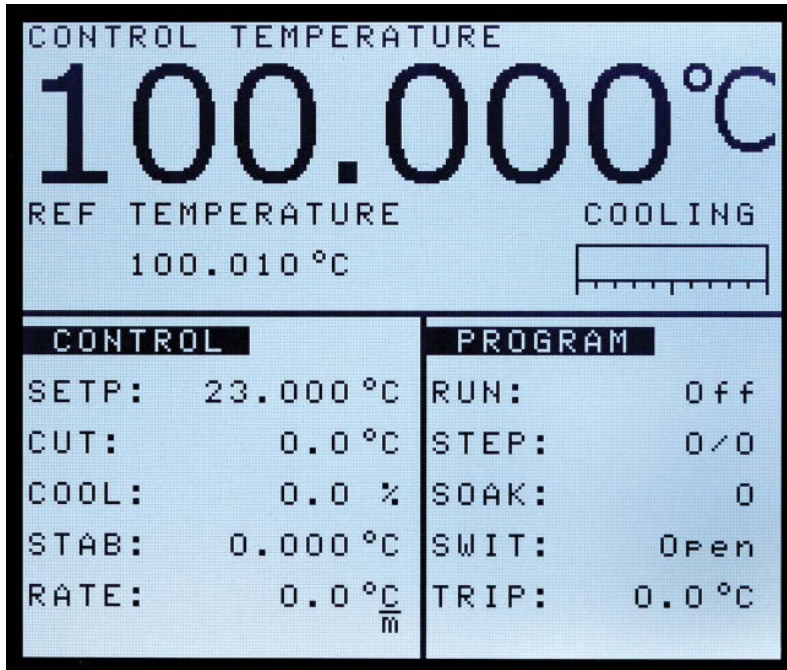 CONTROL TEMPERATURE
100.000°C
REF TEMPERATURE
COOLING
100.010°C
CONTROL
SETP: 23.000°C
CUT: 0.0°C
COOL: 0.0 %
STAB: 0.000°C
RATE: 0.0°C/m
PROGRAM
RUN: Off
STEP: 0/0
SOAK: 0
SWIT: Open
TRIP: 0.0°C